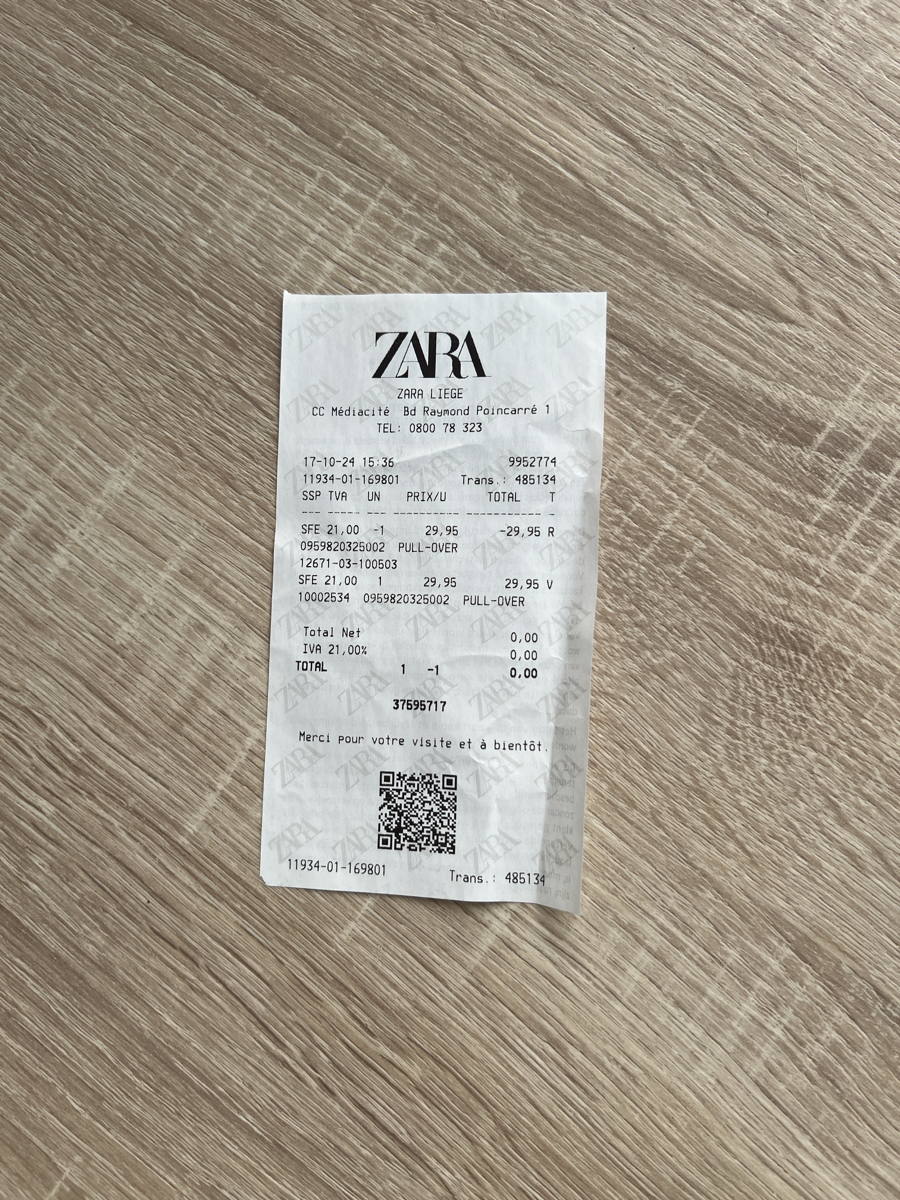 ZARA
ZARA LIEGE
CC Médiacité Bd Raymond Poincarré 1
TEL: 0800 78 323
17-10-24 15:36 9952774
11934-01-169801 Trans.: 485134
SSP TVA UN PRIX/U TOTAL T
--- ----- --- ---------- ------------ -
SFE 21,00 -1 29,95 -29,95 R
0959820325002 PULL-OVER
12671-03-100503
SFE 21,00 1 29,95 29,95 V
10002534 0959820325002 PULL-OVER
Total Net 0,00
IVA 21,00% 0,00
TOTAL 1 -1 0,00
37595717
Merci pour votre visite et à bientôt.
11934-01-169801 Trans.: 485134